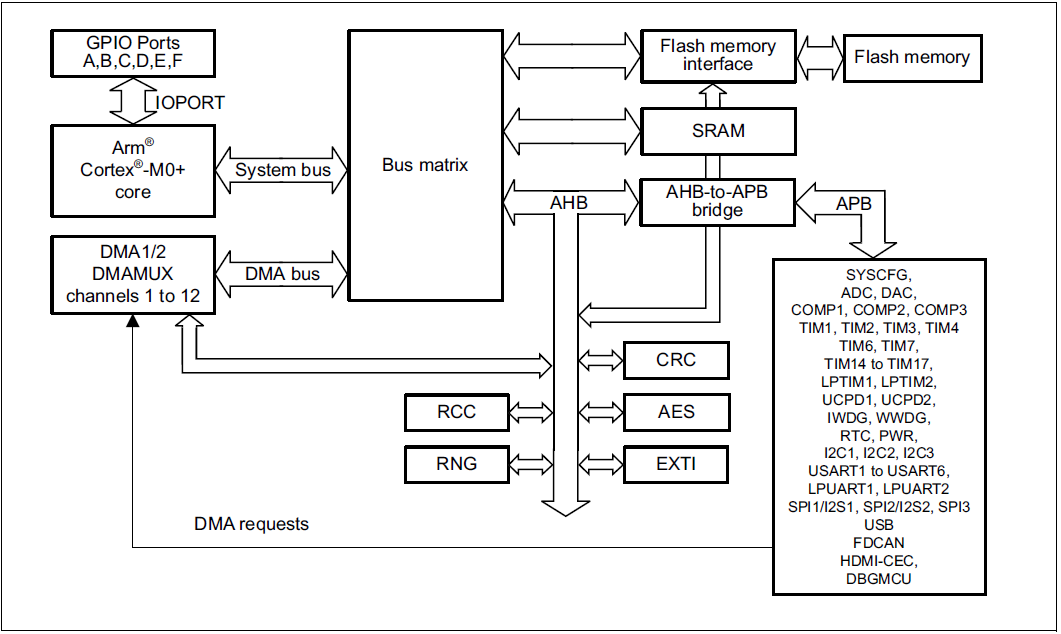 GPIO Ports
A,B,C,D,E,F
IOPORT
Arm®
Cortex®-M0+
core
System bus
DMA1/2
DMAMUX
channels 1 to 12
DMA bus
Bus matrix
Flash memory
interface
Flash memory
SRAM
AHB
AHB-to-APB
bridge
APB
SYSCFG,
ADC, DAC,
COMP1, COMP2, COMP3
TIM1, TIM2, TIM3, TIM4
TIM6, TIM7,
TIM14 to TIM17,
LPTIM1, LPTIM2,
UCPD1, UCPD2,
IWDG, WWDG,
RTC, PWR,
I2C1, I2C2, I2C3
USART1 to USART6,
LPUART1, LPUART2
SPI1/I2S1, SPI2/I2S2, SPI3
USB
FDCAN
HDMI-CEC,
DBGMCU
CRC
RCC
AES
RNG
EXTI
DMA requests